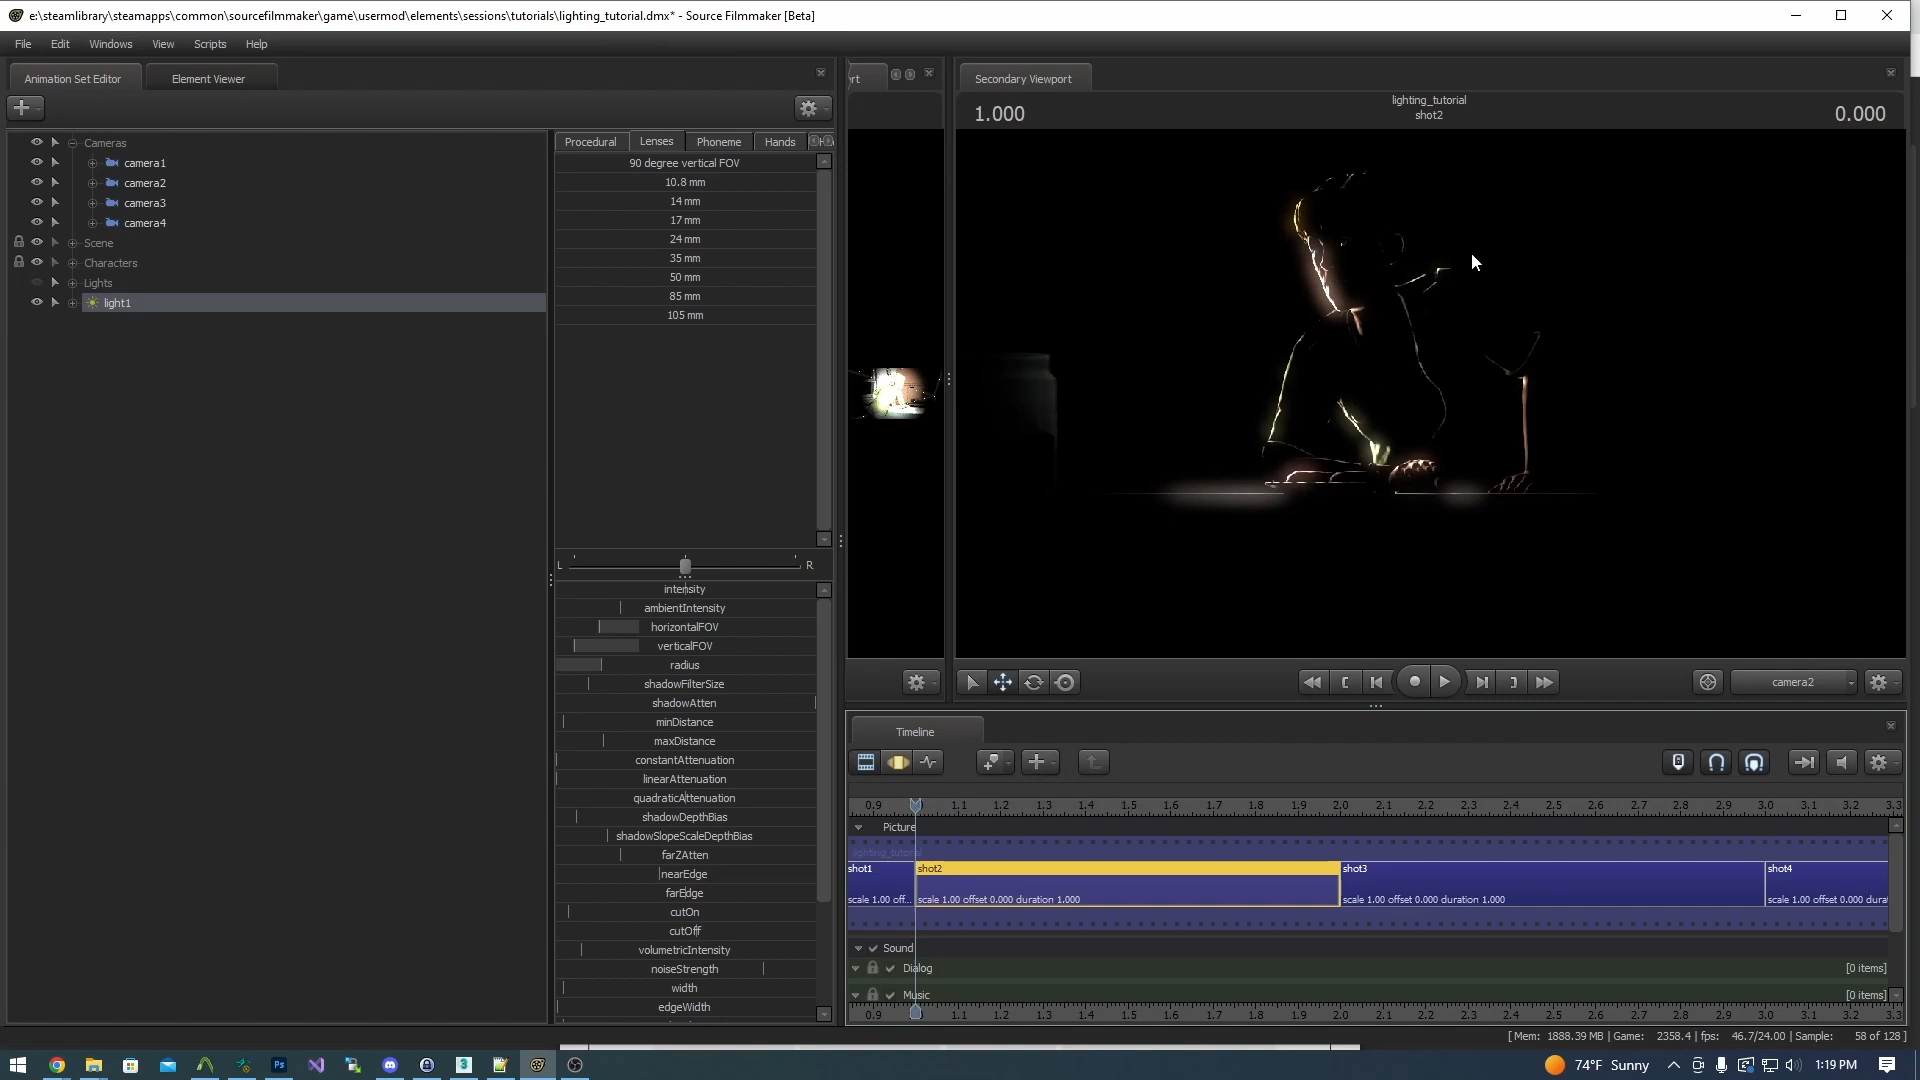 e:\steamlibrary\steamapps\common\sourcefilmmaker\game\usermod\elements\sessions\tutorials\lighting_tutorial.dmx* - Source Filmmaker [Beta]
File Edit Windows View Scripts Help
Animation Set Editor Element Viewer
Secondary Viewport
1.000
lighting_tutorial
shot2
0.000
Cameras
camera1
camera2
camera3
camera4
Scene
Characters
Lights
light1
Procedural Lenses Phoneme Hands
90 degree vertical FOV
10.8 mm
14 mm
17 mm
24 mm
35 mm
50 mm
85 mm
105 mm
L R
intensity
ambientIntensity
horizontalFOV
verticalFOV
radius
shadowFilterSize
shadowAtten
minDistance
maxDistance
constantAttenuation
linearAttenuation
quadraticAttenuation
shadowDepthBias
shadowSlopeScaleDepthBias
farZAtten
nearEdge
farEdge
cutOn
cutOff
volumetricIntensity
noiseStrength
width
edgeWidth
camera2
Timeline
0.9 1.1 1.2 1.3 1.4 1.5 1.6 1.7 1.8 1.9 2.0 2.1 2.2 2.3 2.4 2.5 2.6 2.7 2.8 2.9 3.0 3.1 3.2 3.3
Picture
shot1 shot2 shot3 shot4
scale 1.00 off... scale 1.00 offset 0.000 duration 1.000 scale 1.00 offset 0.000 duration 1.000 scale 1.00 offset 0.000 dura
Sound
Dialog [0 items]
Music [0 items]
0.9 1.1 1.2 1.3 1.4 1.5 1.6 1.7 1.8 1.9 2.0 2.1 2.2 2.3 2.4 2.5 2.6 2.7 2.8 2.9 3.0 3.1 3.2 3.3
[ Mem: 1888.39 MB | Game: 2358.4 | fps: 46.7/24.00 | Sample: 58 of 128 ]
74°F Sunny 1:19 PM